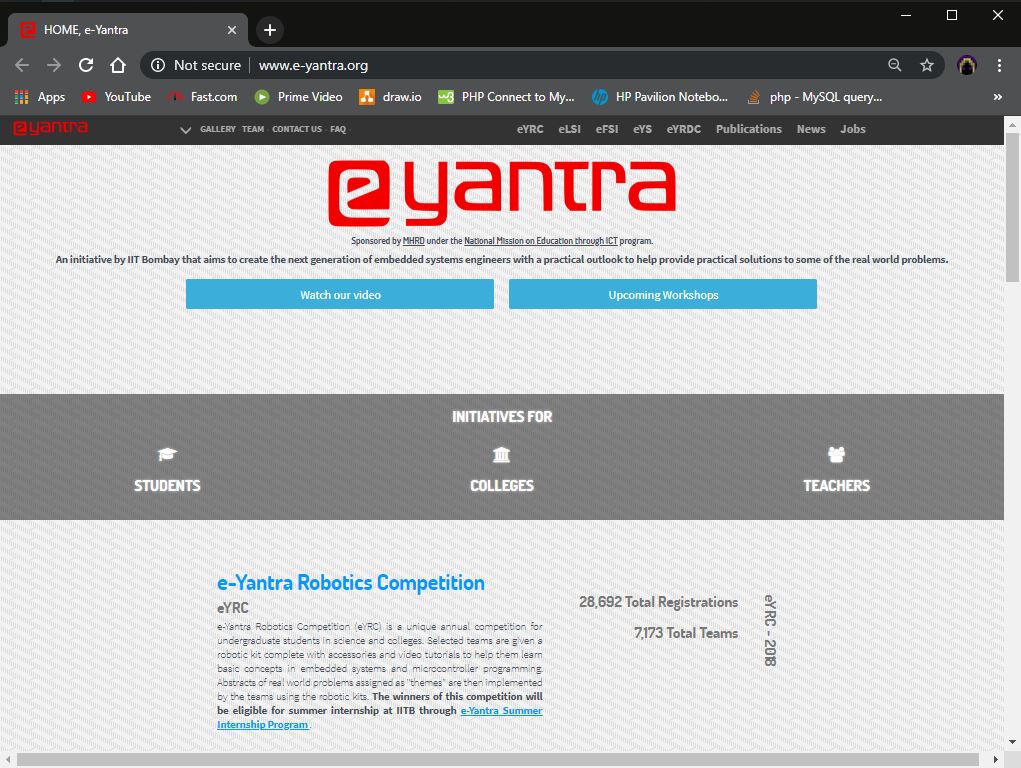 HOME, e-Yantra
Not secure www.e-yantra.org
Apps YouTube Fast.com Prime Video draw.io PHP Connect to My... HP Pavilion Notebo... php - MySQL query... »
eyantra GALLERY · TEAM · CONTACT US · FAQ eYRC eLSI eFSI eYS eYRDC Publications News Jobs
eyantra
Sponsored by MHRD under the National Mission on Education through ICT program.
An initiative by IIT Bombay that aims to create the next generation of embedded systems engineers with a practical outlook to help provide practical solutions to some of the real world problems.
Watch our video Upcoming Workshops
INITIATIVES FOR
STUDENTS COLLEGES TEACHERS
e-Yantra Robotics Competition
eYRC
e-Yantra Robotics Competition (eYRC) is a unique annual competition for
undergraduate students in science and colleges. Selected teams are given a
robotic kit complete with accessories and video tutorials to help them learn
basic concepts in embedded systems and microcontroller programming.
Abstracts of real world problems assigned as "themes" are then implemented
by the teams using the robotic kits. The winners of this competition will
be eligible for summer internship at IITB through e-Yantra Summer
Internship Program.
28,692 Total Registrations
7,173 Total Teams
eYRC - 2018